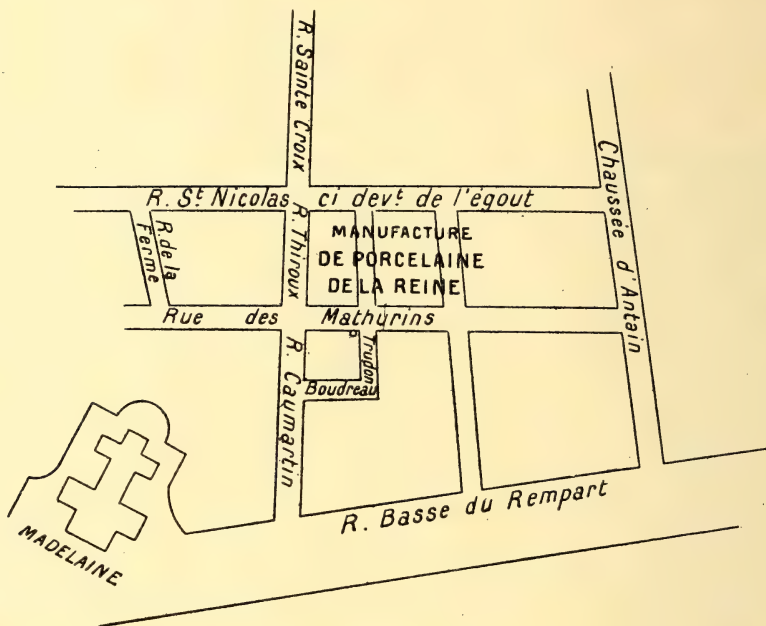 R. Sainte Croix
R. St. Nicolas ci devt. de l'égout
Chaussée d'Antain
R. de la
Ferme
R. Thiroux
MANUFACTURE
DE PORCELAINE
DE LA REINE
Rue des Mathurins
R. Caumartin
Trudon
Boudreau
R. Basse du Rempart
MADELAINE